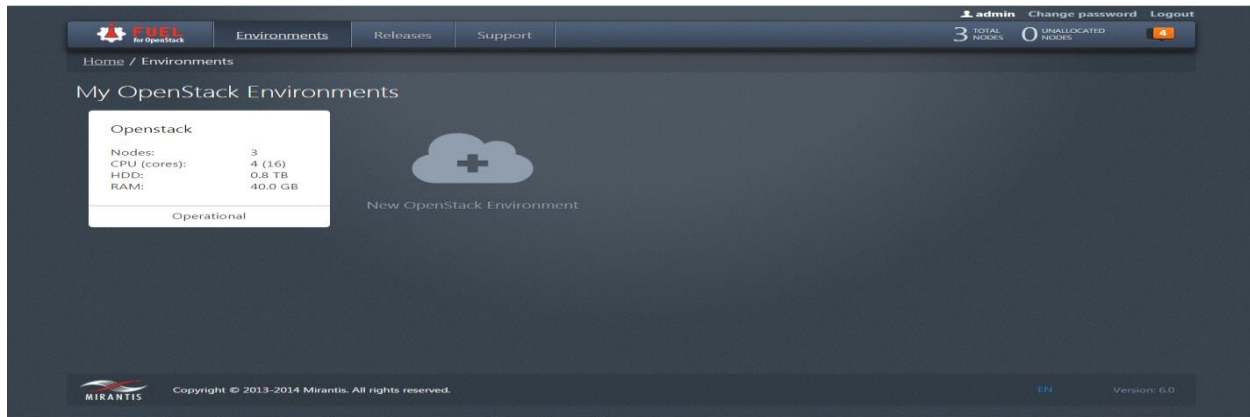 admin Change password Logout
FUEL for OpenStack Environments Releases Support 3 TOTAL NODES 0 UNALLOCATED NODES 4
Home / Environments
My OpenStack Environments
Openstack
Nodes: 3
CPU (cores): 4 (16)
HDD: 0.8 TB
RAM: 40.0 GB
Operational
New OpenStack Environment
MIRANTIS Copyright © 2013-2014 Mirantis. All rights reserved. EN Version: 6.0